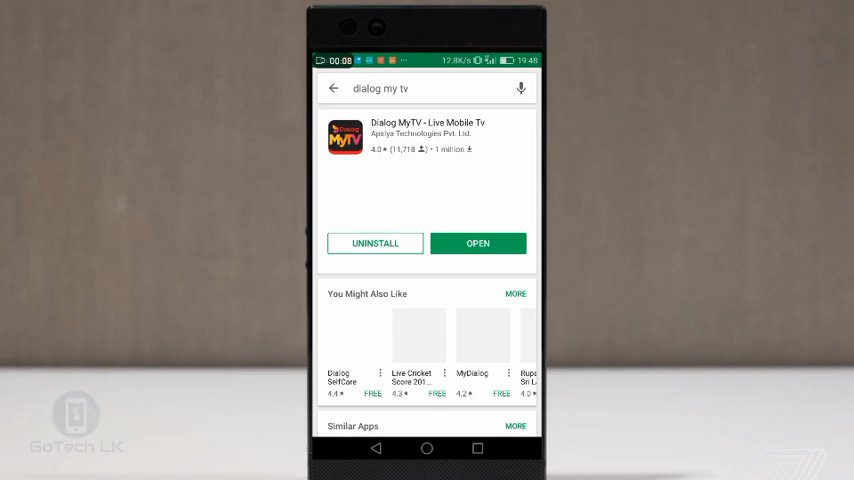 00:08 ... 12.8K/s 19:48
dialog my tv
Dialog
MyTV
Dialog MyTV - Live Mobile Tv
Apalya Technologies Pvt. Ltd.
4.0★ (11,718) • 1 million
UNINSTALL OPEN
You Might Also Like MORE
Dialog SelfCare
4.4★ FREE
Live Cricket Score 201...
4.3★ FREE
MyDialog
4.2★ FREE
Rupa
Sri L
4.0★
Similar Apps MORE
GoTech LK